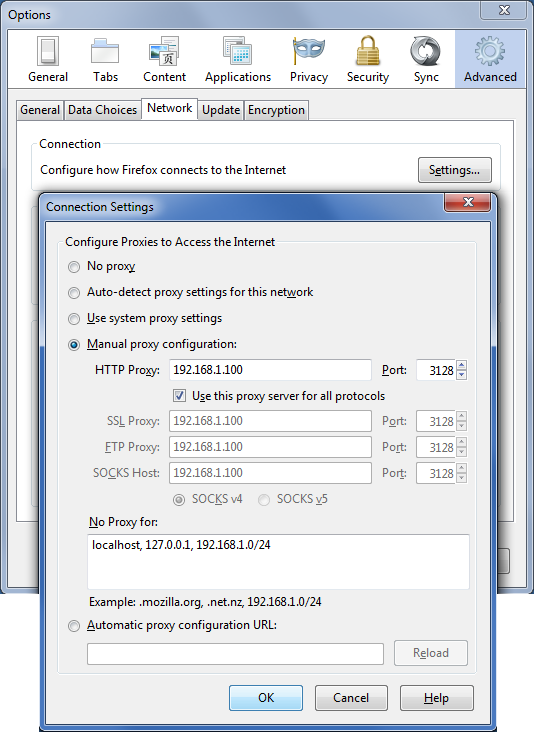 Options
General Tabs Content Applications Privacy Security Sync Advanced
General Data Choices Network Update Encryption
Connection
Configure how Firefox connects to the Internet Settings...
Connection Settings
Configure Proxies to Access the Internet
No proxy
Auto-detect proxy settings for this network
Use system proxy settings
Manual proxy configuration:
HTTP Proxy: 192.168.1.100 Port: 3128
Use this proxy server for all protocols
SSL Proxy: 192.168.1.100 Port: 3128
FTP Proxy: 192.168.1.100 Port: 3128
SOCKS Host: 192.168.1.100 Port: 3128
SOCKS v4 SOCKS v5
No Proxy for:
localhost, 127.0.0.1, 192.168.1.0/24
Example: .mozilla.org, .net.nz, 192.168.1.0/24
Automatic proxy configuration URL:
Reload
OK Cancel Help